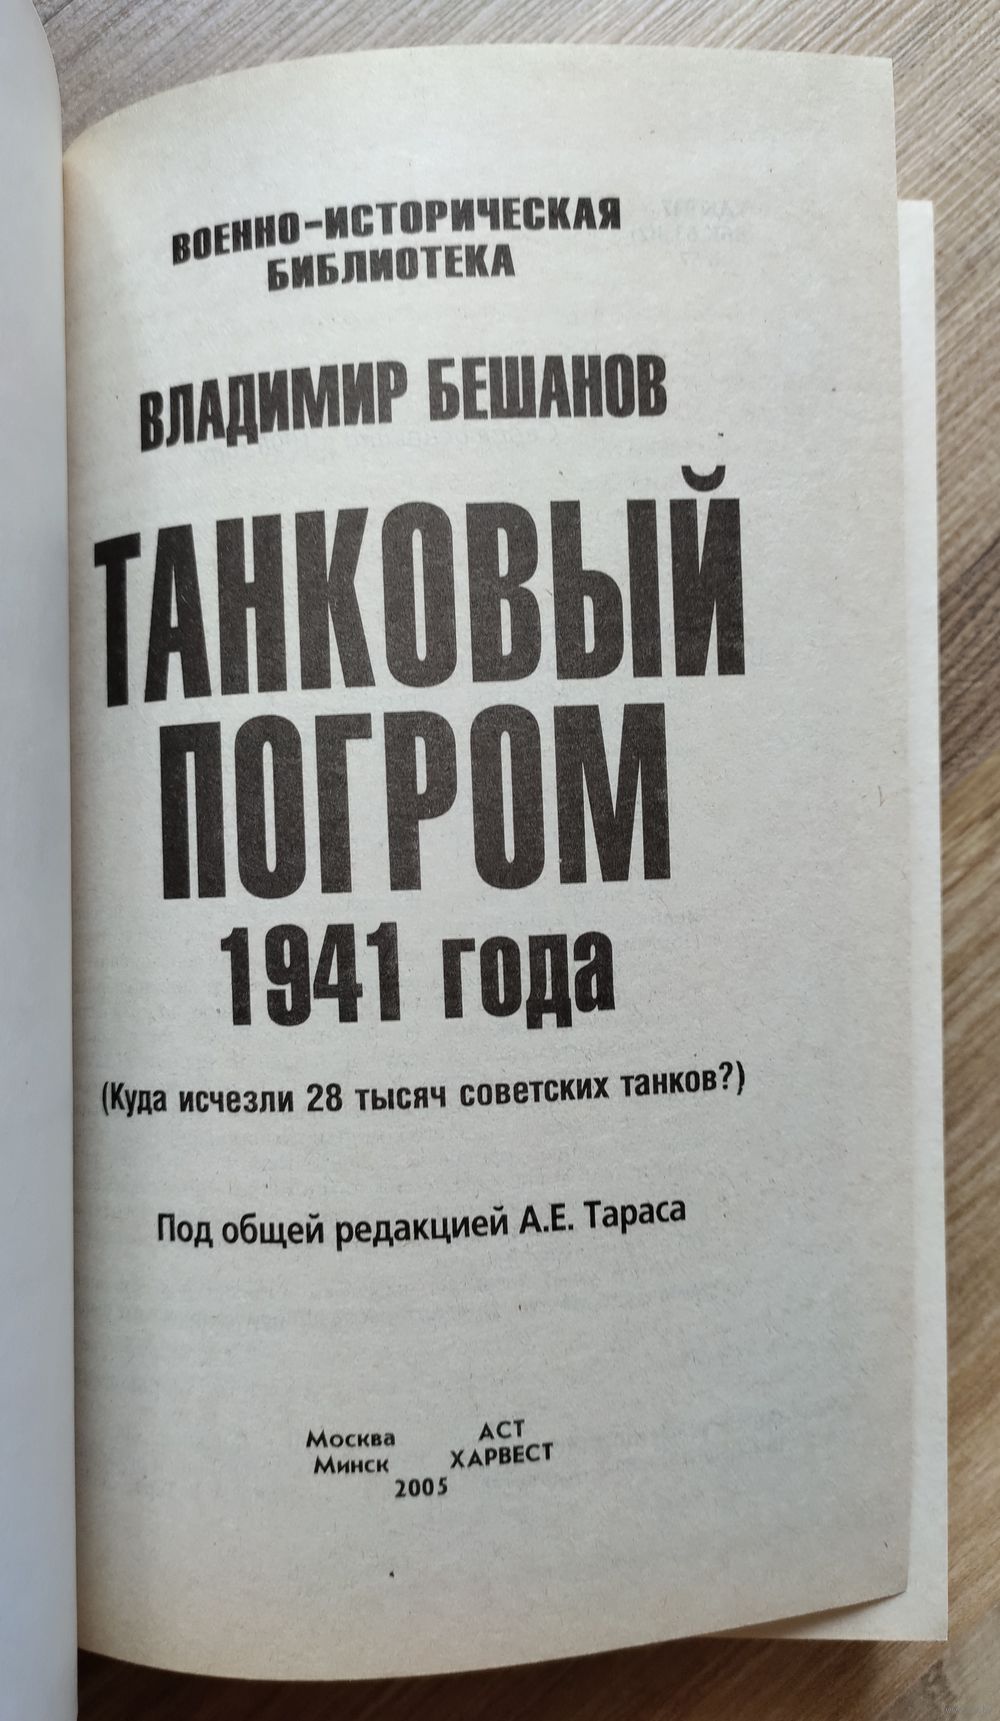 ВОЕННО-ИСТОРИЧЕСКАЯ
БИБЛИОТЕКА
ВЛАДИМИР БЕШАНОВ
ТАНКОВЫЙ
ПОГРОМ
1941 года
(Куда исчезли 28 тысяч советских танков?)
Под общей редакцией А.Е. Тараса
Москва АСТ
Минск ХАРВЕСТ
2005